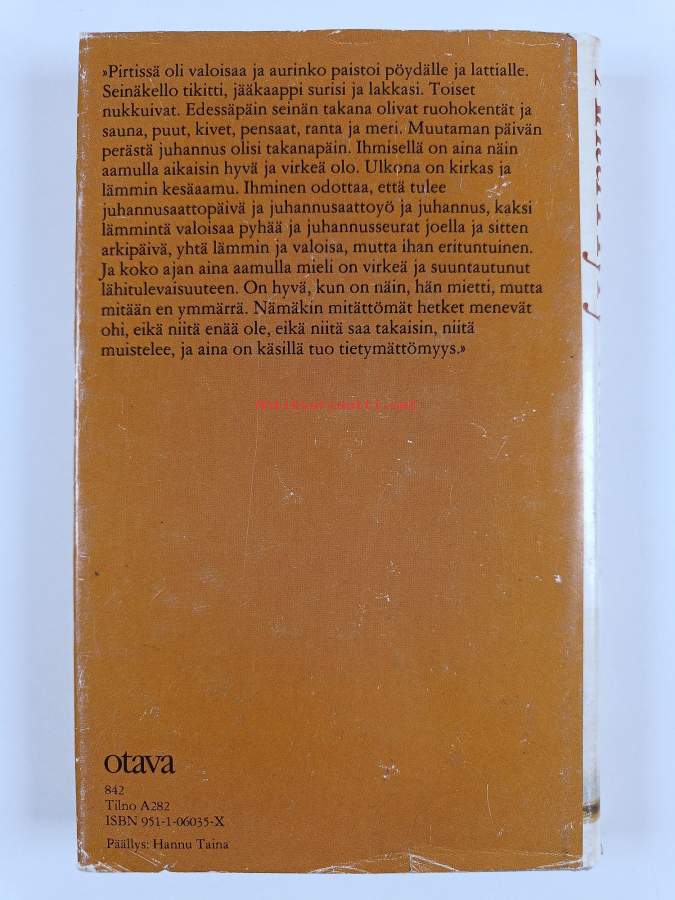 »Pirtissä oli valoisaa ja aurinko paistoi pöydälle ja lattialle.
Seinäkello tikitti, jääkaappi surisi ja lakkasi. Toiset
nukkuivat. Edessäpäin seinän takana olivat ruohokentät ja
sauna, puut, kivet, pensaat, ranta ja meri. Muutaman päivän
perästä juhannus olisi takanapäin. Ihmisellä on aina näin
aamulla aikaisin hyvä ja virkeä olo. Ulkona on kirkas ja
lämmin kesäaamu. Ihminen odottaa, että tulee
juhannusaattopäivä ja juhannusaattoyö ja juhannus, kaksi
lämmintä valoisaa pyhää ja juhannusseurat joella ja sitten
arkipäivä, yhtä lämmin ja valoisa, mutta ihan erituntuinen.
Ja koko ajan aina aamulla mieli on virkeä ja suuntautunut
lähitulevaisuuteen. On hyvä, kun on näin, hän mietti, mutta
mitään en ymmärrä. Nämäkin mitättömät hetket menevät
ohi, eikä niitä enää ole, eikä niitä saa takaisin, niitä
muistelee, ja aina on käsillä tuo tietymättömyys.»
otava
842
Tilno A282
ISBN 951-1-06035-X
Päällys: Hannu Taina